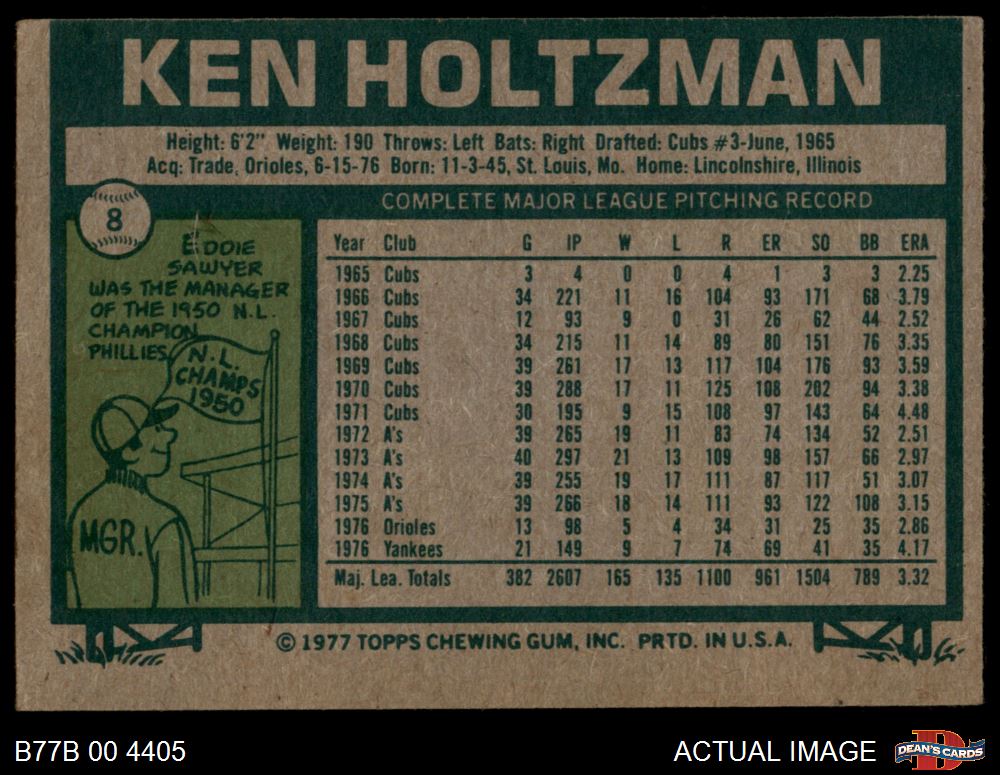 KEN HOLTZMAN
Height: 6'2" Weight: 190 Throws: Left Bats: Right Drafted: Cubs #3-June, 1965
Acq: Trade, Orioles, 6-15-76 Born: 11-3-45, St. Louis, Mo. Home: Lincolnshire, Illinois
8
EDDIE
SAWYER
WAS THE MANAGER
OF THE 1950 N.L.
CHAMPION
PHILLIES.
N.L.
CHAMPS
1950
MGR.
COMPLETE MAJOR LEAGUE PITCHING RECORD
Year Club G IP W L R ER SO BB ERA
1965 Cubs 3 4 0 0 4 1 3 3 2.25
1966 Cubs 34 221 11 16 104 93 171 68 3.79
1967 Cubs 12 93 9 0 31 26 62 44 2.52
1968 Cubs 34 215 11 14 89 80 151 76 3.35
1969 Cubs 39 261 17 13 117 104 176 93 3.59
1970 Cubs 39 288 17 11 125 108 202 94 3.38
1971 Cubs 30 195 9 15 108 97 143 64 4.48
1972 A's 39 265 19 11 83 74 134 52 2.51
1973 A's 40 297 21 13 109 98 157 66 2.97
1974 A's 39 255 19 17 111 87 117 51 3.07
1975 A's 39 266 18 14 111 93 122 108 3.15
1976 Orioles 13 98 5 4 34 31 25 35 2.86
1976 Yankees 21 149 9 7 74 69 41 35 4.17
Maj. Lea. Totals 382 2607 165 135 1100 961 1504 789 3.32
© 1977 TOPPS CHEWING GUM, INC. PRTD. IN U.S.A.
B77B 00 4405
ACTUAL IMAGE
D
DEAN'S CARDS